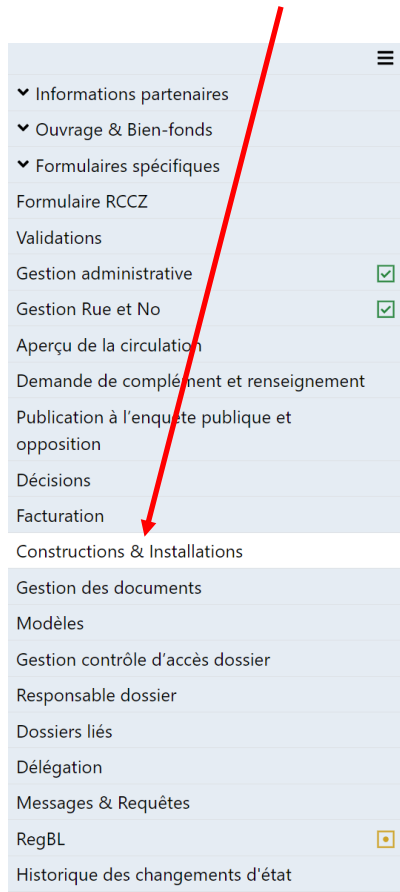 Informations partenaires
Ouvrage & Bien-fonds
Formulaires spécifiques
Formulaire RCCZ
Validations
Gestion administrative
Gestion Rue et No
Aperçu de la circulation
Demande de complément et renseignement
Publication à l'enquête publique et
opposition
Décisions
Facturation
Constructions & Installations
Gestion des documents
Modèles
Gestion contrôle d'accès dossier
Responsable dossier
Dossiers liés
Délégation
Messages & Requêtes
RegBL
Historique des changements d'état